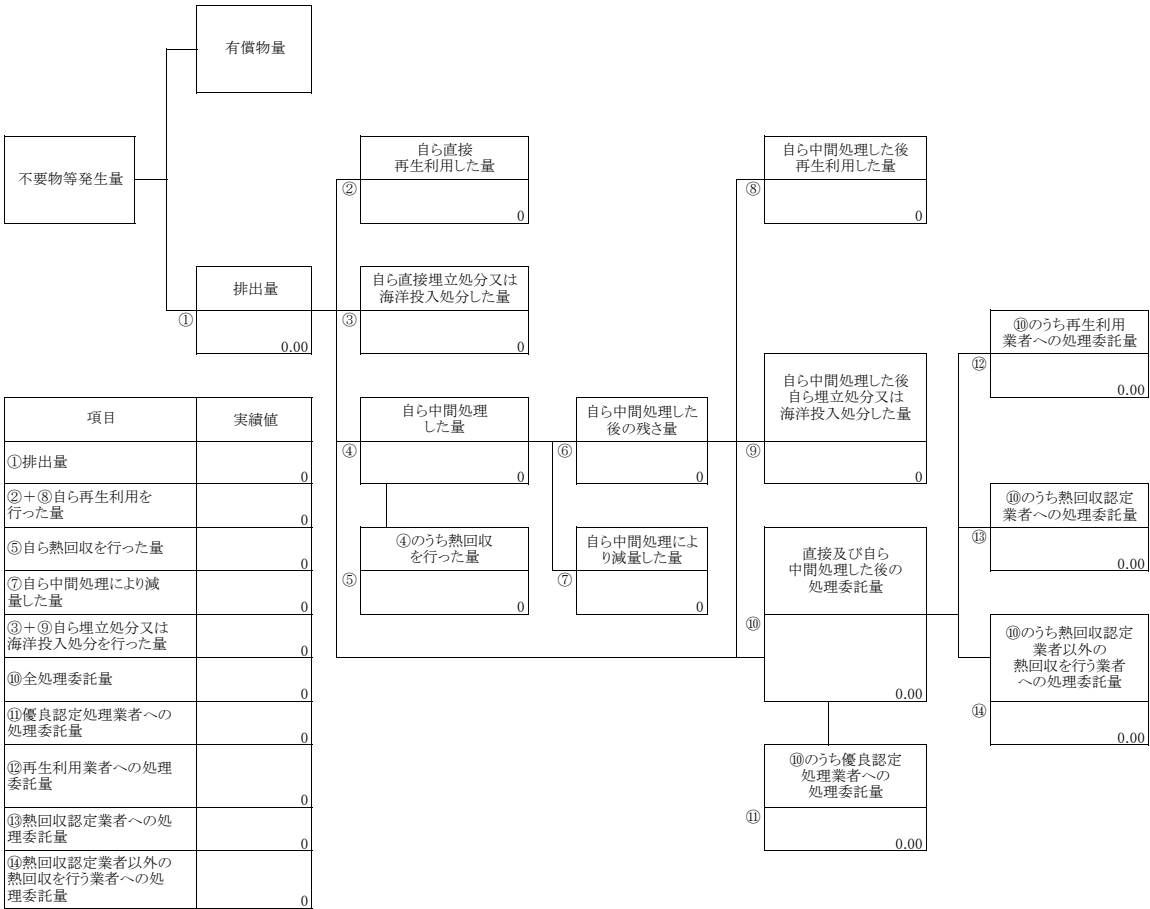 有償物量
不要物等発生量
自ら直接
再生利用した量
②
0
自ら中間処理した後
再生利用した量
⑧
0
排出量
①
0.00
自ら直接埋立処分又は
海洋投入処分した量
③
0
⑩のうち再生利用
業者への処理委託量
⑫
0.00
自ら中間処理
した量
④
0
自ら中間処理した
後の残さ量
⑥
0
自ら中間処理した後
自ら埋立処分又は
海洋投入処分した量
⑨
0
⑩のうち熱回収認定
業者への処理委託量
⑬
0.00
④のうち熱回収
を行った量
⑤
0
自ら中間処理によ
り減量した量
⑦
0
直接及び自ら
中間処理した後の
処理委託量
⑩
0.00
⑩のうち熱回収認定
業者以外の
熱回収を行う業者
への処理委託量
⑭
0.00
⑩のうち優良認定
処理業者への
処理委託量
⑪
0.00
項目 実績値
①排出量
0
②+⑧自ら再生利用を
行った量
0
⑤自ら熱回収を行った量
0
⑦自ら中間処理により減
量した量
0
③+⑨自ら埋立処分又は
海洋投入処分を行った量
0
⑩全処理委託量
0
⑪優良認定処理業者への
処理委託量
0
⑫再生利用業者への処理
委託量
0
⑬熱回収認定業者への処
理委託量
0
⑭熱回収認定業者以外の
熱回収を行う業者への処
理委託量
0